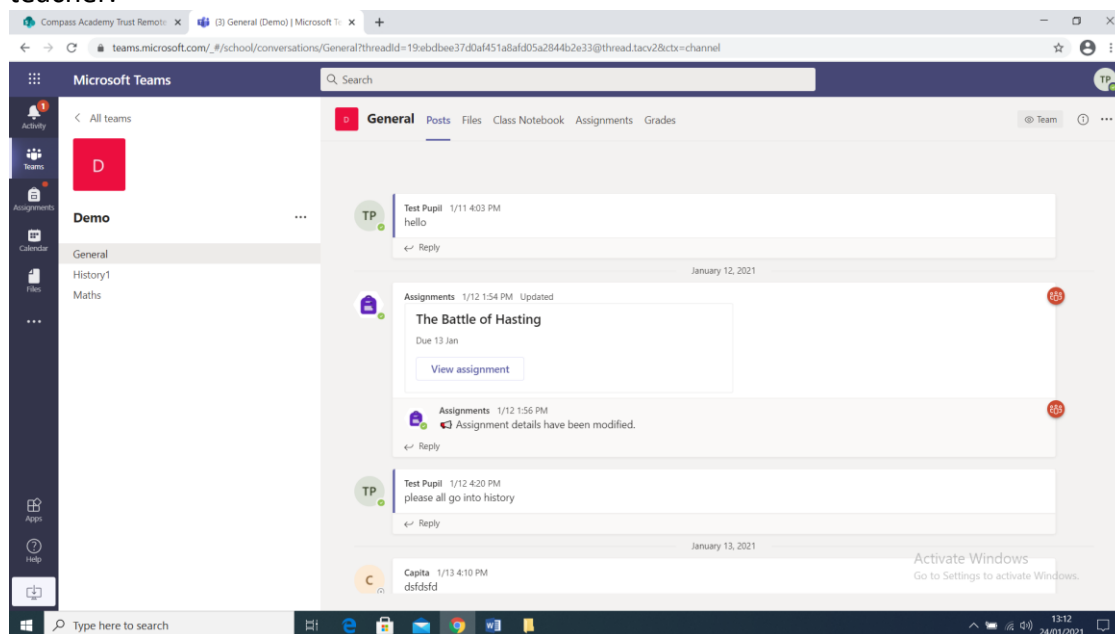 teacher.
Compass Academy Trust Remote
(3) General (Demo) | Microsoft Te
teams.microsoft.com/_#/school/conversations/General?threadId=19:ebdbee37d0af451a8afd05a2844b2e33@thread.tacv2&ctx=channel
Microsoft Teams
Search
TP
1
Activity
Teams
Assignments
Calendar
Files
Apps
Help
All teams
D
Demo
General
History1
Maths
D General Posts Files Class Notebook Assignments Grades
Team
TP
Test Pupil 1/11 4:03 PM
hello
Reply
January 12, 2021
Assignments 1/12 1:54 PM Updated
The Battle of Hasting
Due 13 Jan
View assignment
Assignments 1/12 1:56 PM
Assignment details have been modified.
Reply
TP
Test Pupil 1/12 4:20 PM
please all go into history
Reply
January 13, 2021
C
Capita 1/13 4:10 PM
dsfdsfd
Activate Windows
Go to Settings to activate Windows.
Type here to search
13:12
24/01/2021